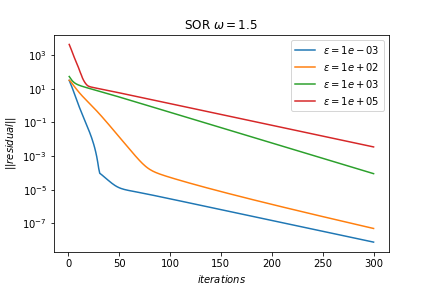 SOR ω = 1.5
||residual||
10³
10¹
10⁻¹
10⁻³
10⁻⁵
10⁻⁷
ε = 1e − 03
ε = 1e + 02
ε = 1e + 03
ε = 1e + 05
0 50 100 150 200 250 300
iterations